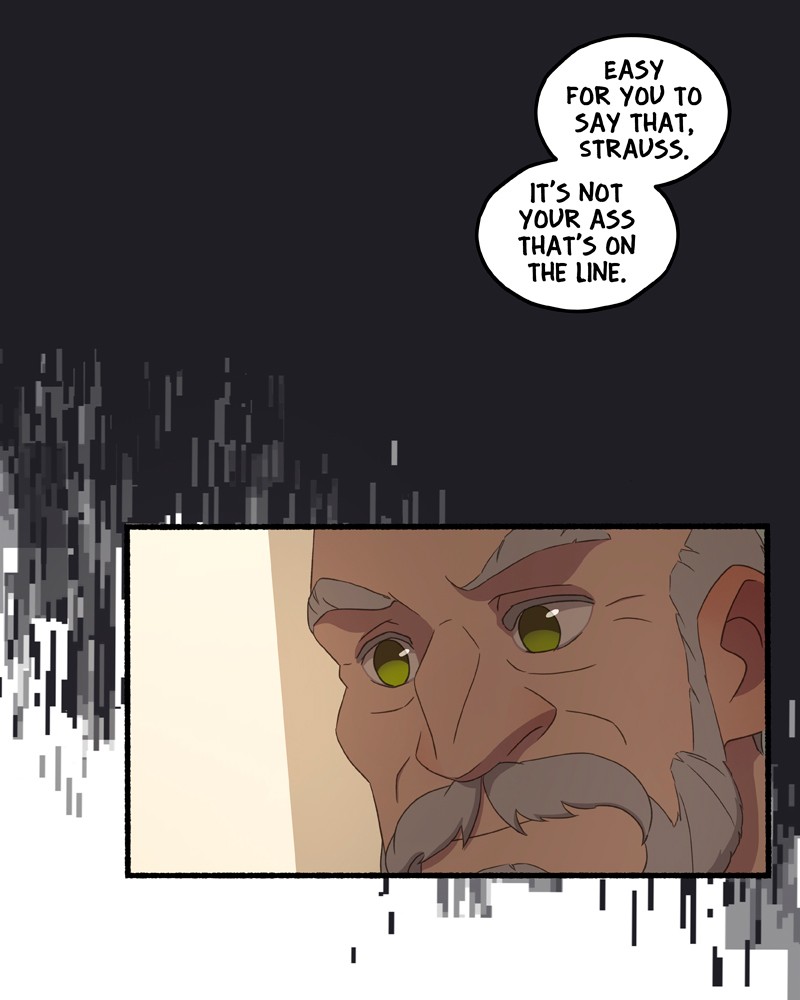 EASY
FOR YOU TO
SAY THAT,
STRAUSS.
IT'S NOT
YOUR ASS
THAT'S ON
THE LINE.